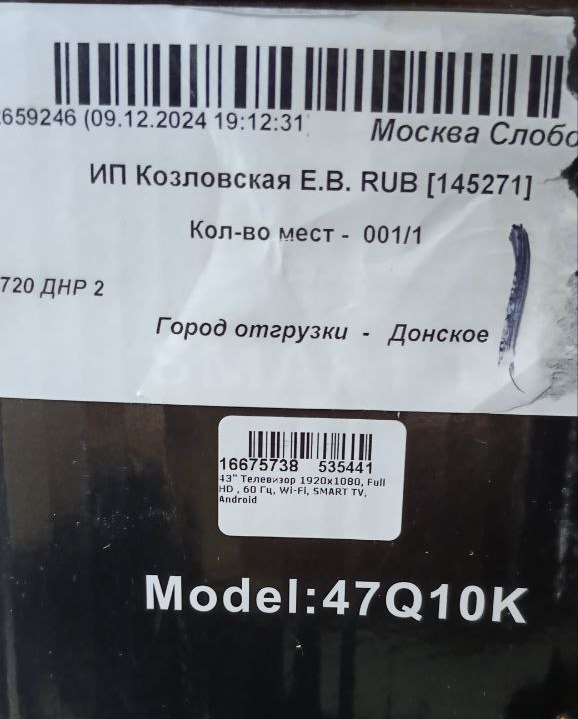 659246 (09.12.2024 19:12:31
Москва Слобо
ИП Козловская Е.В. RUB [145271]
Кол-во мест - 001/1
720 ДНР 2
Город отгрузки - Донское
16675738 535441
43" Телевизор 1920x1080, Full
HD , 60 Гц, Wi-Fi, SMART TV,
Android
Model:47Q10K